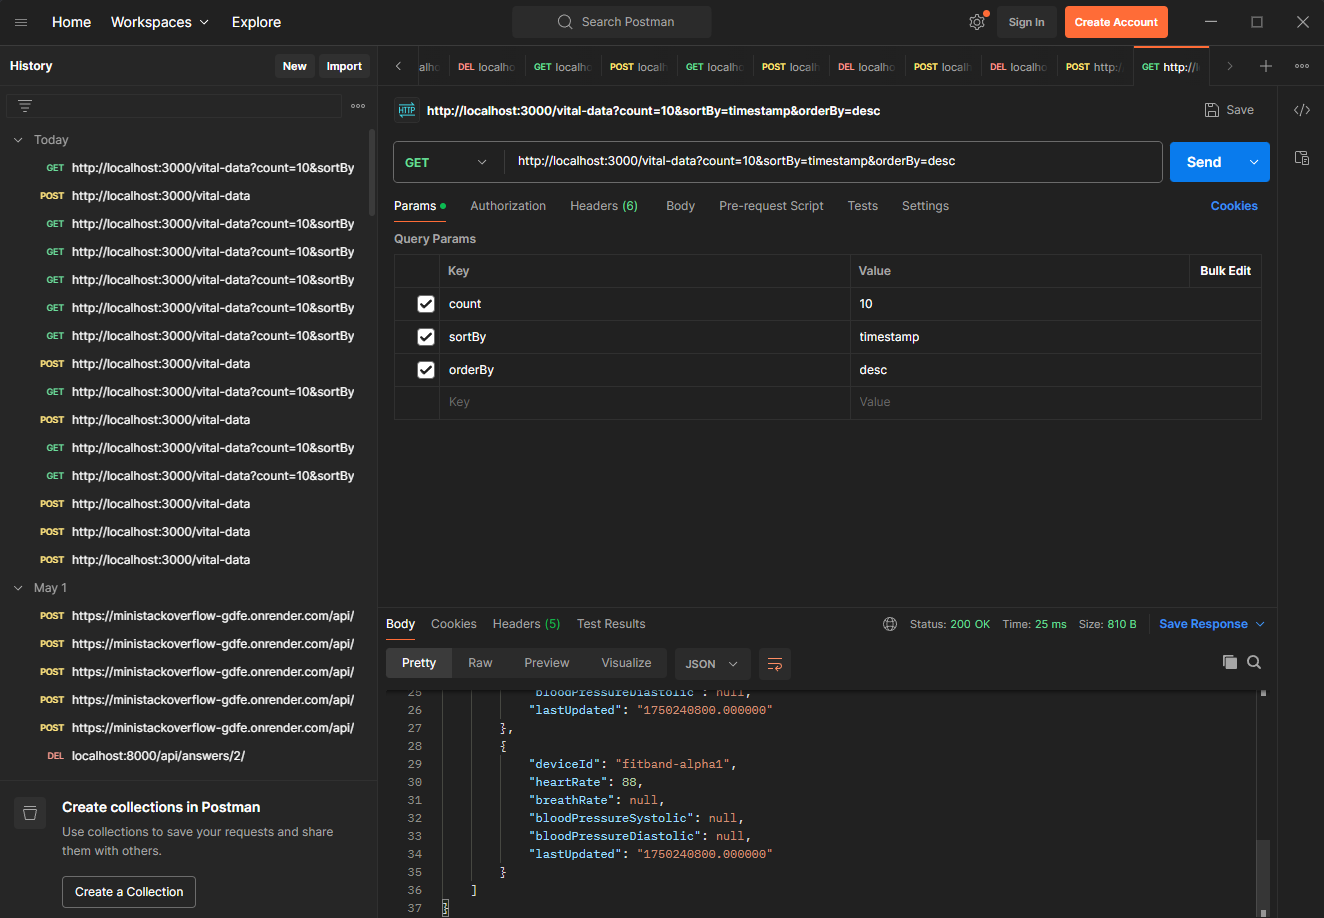 Home Workspaces Explore Search Postman Sign In Create Account
History New Import
DEL localho GET localho POST localh GET localho POST localh DEL localho POST localh DEL localho POST http:/ GET http://l
HTTP http://localhost:3000/vital-data?count=10&sortBy=timestamp&orderBy=desc Save
GET http://localhost:3000/vital-data?count=10&sortBy=timestamp&orderBy=desc Send
Params Authorization Headers (6) Body Pre-request Script Tests Settings Cookies
Query Params
Key Value Bulk Edit
count 10
sortBy timestamp
orderBy desc
Key Value
Today
GET http://localhost:3000/vital-data?count=10&sortBy
POST http://localhost:3000/vital-data
GET http://localhost:3000/vital-data?count=10&sortBy
GET http://localhost:3000/vital-data?count=10&sortBy
GET http://localhost:3000/vital-data?count=10&sortBy
GET http://localhost:3000/vital-data?count=10&sortBy
GET http://localhost:3000/vital-data?count=10&sortBy
POST http://localhost:3000/vital-data
GET http://localhost:3000/vital-data?count=10&sortBy
POST http://localhost:3000/vital-data
GET http://localhost:3000/vital-data?count=10&sortBy
GET http://localhost:3000/vital-data?count=10&sortBy
POST http://localhost:3000/vital-data
POST http://localhost:3000/vital-data
POST http://localhost:3000/vital-data
May 1
POST https://ministackoverflow-gdfe.onrender.com/api/
POST https://ministackoverflow-gdfe.onrender.com/api/
POST https://ministackoverflow-gdfe.onrender.com/api/
POST https://ministackoverflow-gdfe.onrender.com/api/
POST https://ministackoverflow-gdfe.onrender.com/api/
DEL localhost:8000/api/answers/2/
Create collections in Postman
Use collections to save your requests and share
them with others.
Create a Collection
Body Cookies Headers (5) Test Results Status: 200 OK Time: 25 ms Size: 810 B Save Response
Pretty Raw Preview Visualize JSON
25 "bloodPressureDiastolic": null,
26 "lastUpdated": "1750240800.000000"
27 },
28 {
29 "deviceId": "fitband-alpha1",
30 "heartRate": 88,
31 "breathRate": null,
32 "bloodPressureSystolic": null,
33 "bloodPressureDiastolic": null,
34 "lastUpdated": "1750240800.000000"
35 }
36 ]
37 }